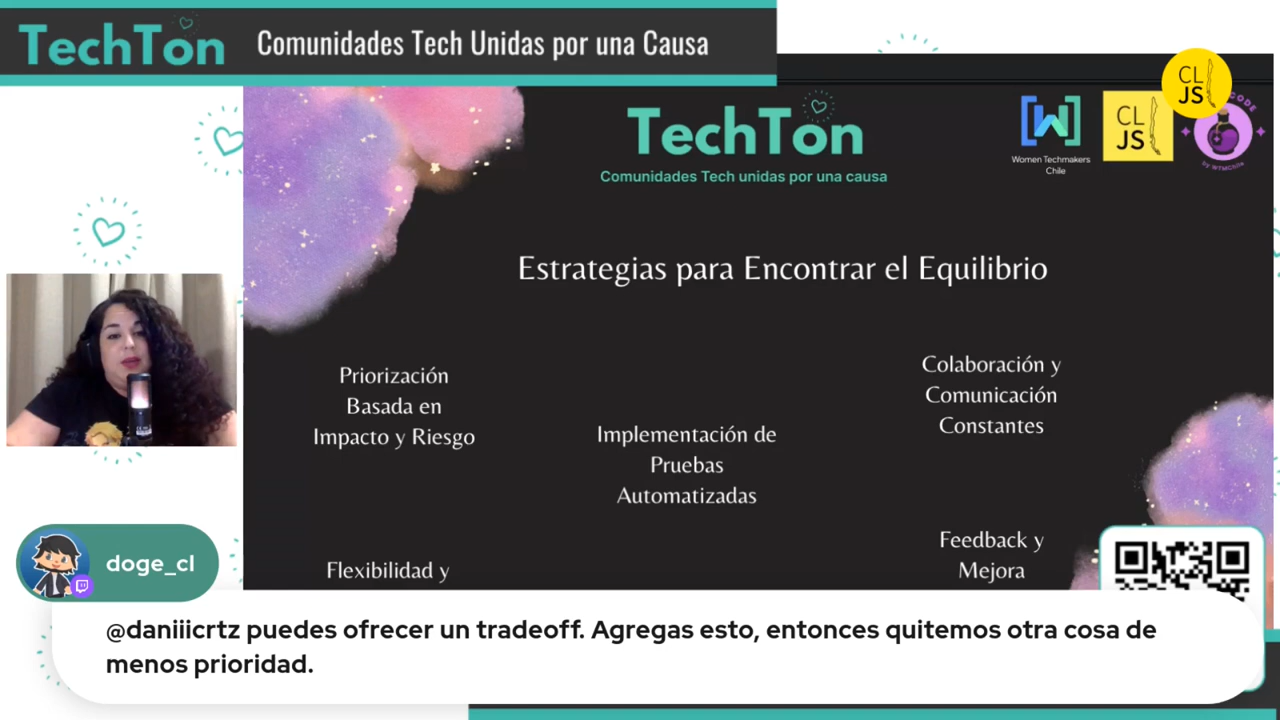 TechTon
Comunidades Tech Unidas por una Causa
CL
JS
TechTon
Comunidades Tech unidas por una causa
Women Techmakers
Chile
CL
JS
by WTMChile
Estrategias para Encontrar el Equilibrio
Priorización
Basada en
Impacto y Riesgo
Implementación de
Pruebas
Automatizadas
Colaboración y
Comunicación
Constantes
Flexibilidad y
Feedback y
Mejora
doge_cl
@daniiicrtz puedes ofrecer un tradeoff. Agregas esto, entonces quitemos otra cosa de
menos prioridad.